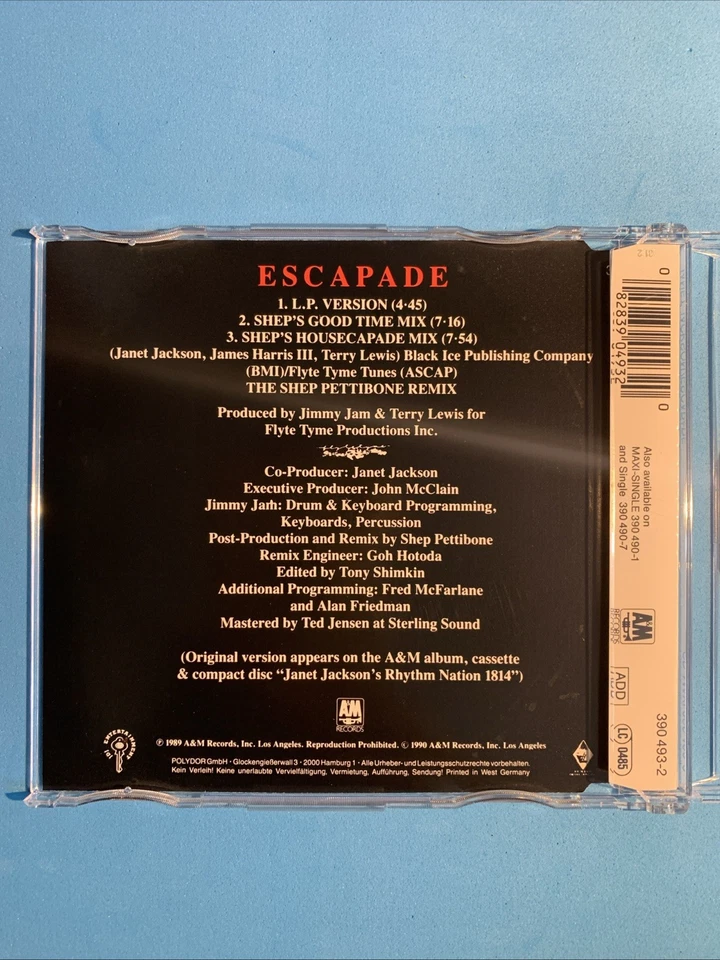 ESCAPADE
1. L.P. VERSION (4·45)
2. SHEP'S GOOD TIME MIX (7·16)
3. SHEP'S HOUSECAPADE MIX (7·54)
(Janet Jackson, James Harris III, Terry Lewis) Black Ice Publishing Company
(BMI)/Flyte Tyme Tunes (ASCAP)
THE SHEP PETTIBONE REMIX
Produced by Jimmy Jam & Terry Lewis for
Flyte Tyme Productions Inc.
Co-Producer: Janet Jackson
Executive Producer: John McClain
Jimmy Jam: Drum & Keyboard Programming,
Keyboards, Percussion
Post-Production and Remix by Shep Pettibone
Remix Engineer: Goh Hotoda
Edited by Tony Shimkin
Additional Programming: Fred McFarlane
and Alan Friedman
Mastered by Ted Jensen at Sterling Sound
(Original version appears on the A&M album, cassette
& compact disc "Janet Jackson's Rhythm Nation 1814")
A&M
RECORDS
101 ENTERTAINMENT
℗ 1989 A&M Records, Inc. Los Angeles. Reproduction Prohibited. © 1990 A&M Records, Inc. Los Angeles
POLYDOR GmbH · Glockengießerwall 3 · 2000 Hamburg 1 · Alle Urheber- und Leistungsschutzrechte vorbehalten.
Kein Verleih! Keine unerlaubte Vervielfältigung, Vermietung, Aufführung, Sendung! Printed in West Germany
0 82839 04932 0
Also available on
MAXI-SINGLE 390 490-1
and Single 390 490-7
A&M
RECORDS
ADD
LC 0485
390 493-2